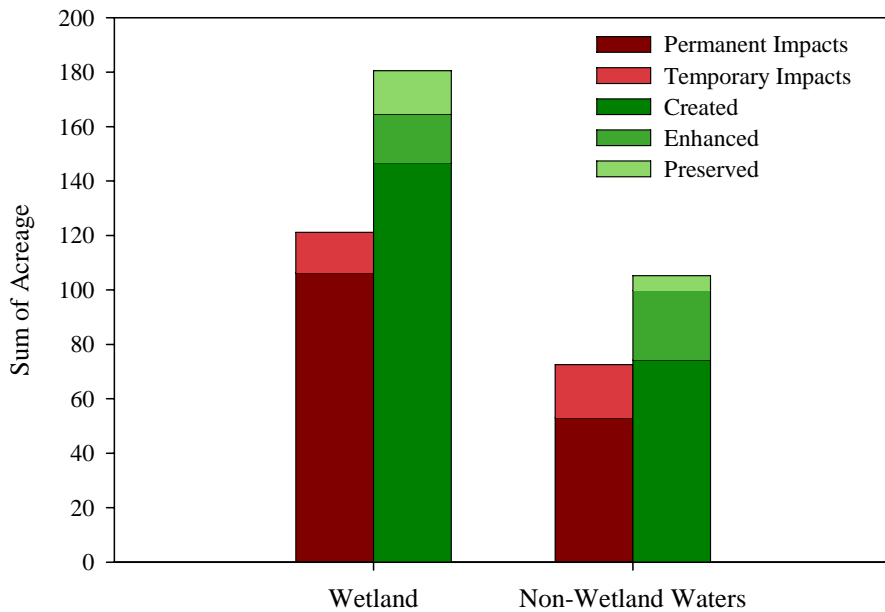 200
180
160
140
120
100
80
60
40
20
0
Sum of Acreage
Permanent Impacts
Temporary Impacts
Created
Enhanced
Preserved
Wetland
Non-Wetland Waters